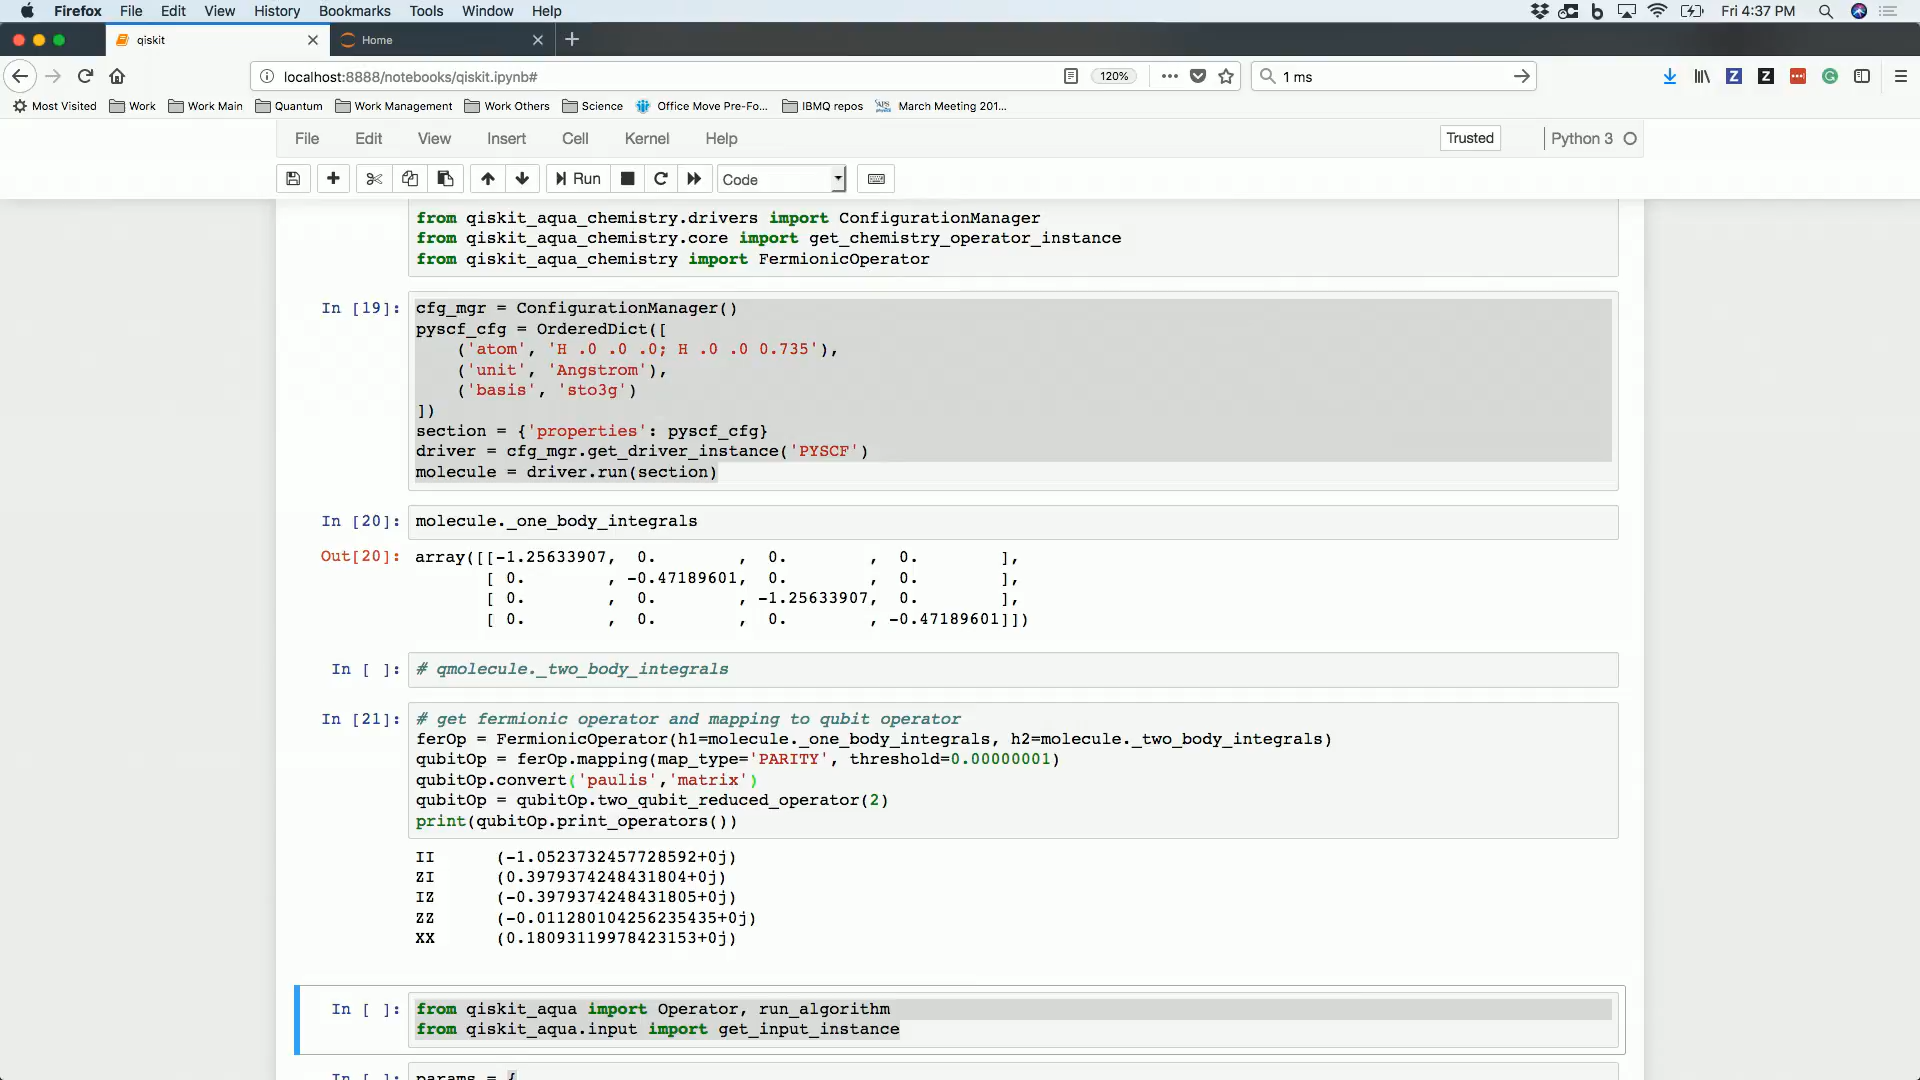 Firefox File Edit View History Bookmarks Tools Window Help Fri 4:37 PM
qiskit Home
localhost:8888/notebooks/qiskit.ipynb# 120% 1 ms
Most Visited Work Work Main Quantum Work Management Work Others Science Office Move Pre-Fo... IBMQ repos March Meeting 201...
File Edit View Insert Cell Kernel Help Trusted Python 3
Run Code
from qiskit_aqua_chemistry.drivers import ConfigurationManager
from qiskit_aqua_chemistry.core import get_chemistry_operator_instance
from qiskit_aqua_chemistry import FermionicOperator
In [19]: cfg_mgr = ConfigurationManager()
pyscf_cfg = OrderedDict([
('atom', 'H .0 .0 .0; H .0 .0 0.735'),
('unit', 'Angstrom'),
('basis', 'sto3g')
])
section = {'properties': pyscf_cfg}
driver = cfg_mgr.get_driver_instance('PYSCF')
molecule = driver.run(section)
In [20]: molecule._one_body_integrals
Out[20]: array([[-1.25633907, 0. , 0. , 0. ],
[ 0. , -0.47189601, 0. , 0. ],
[ 0. , 0. , -1.25633907, 0. ],
[ 0. , 0. , 0. , -0.47189601]])
In [ ]: # qmolecule._two_body_integrals
In [21]: # get fermionic operator and mapping to qubit operator
ferOp = FermionicOperator(h1=molecule._one_body_integrals, h2=molecule._two_body_integrals)
qubitOp = ferOp.mapping(map_type='PARITY', threshold=0.00000001)
qubitOp.convert('paulis','matrix')
qubitOp = qubitOp.two_qubit_reduced_operator(2)
print(qubitOp.print_operators())
II (-1.0523732457728592+0j)
ZI (0.3979374248431804+0j)
IZ (-0.3979374248431805+0j)
ZZ (-0.011280104256235435+0j)
XX (0.18093119978423153+0j)
In [ ]: from qiskit_aqua import Operator, run_algorithm
from qiskit_aqua.input import get_input_instance
In [ ]: params = {